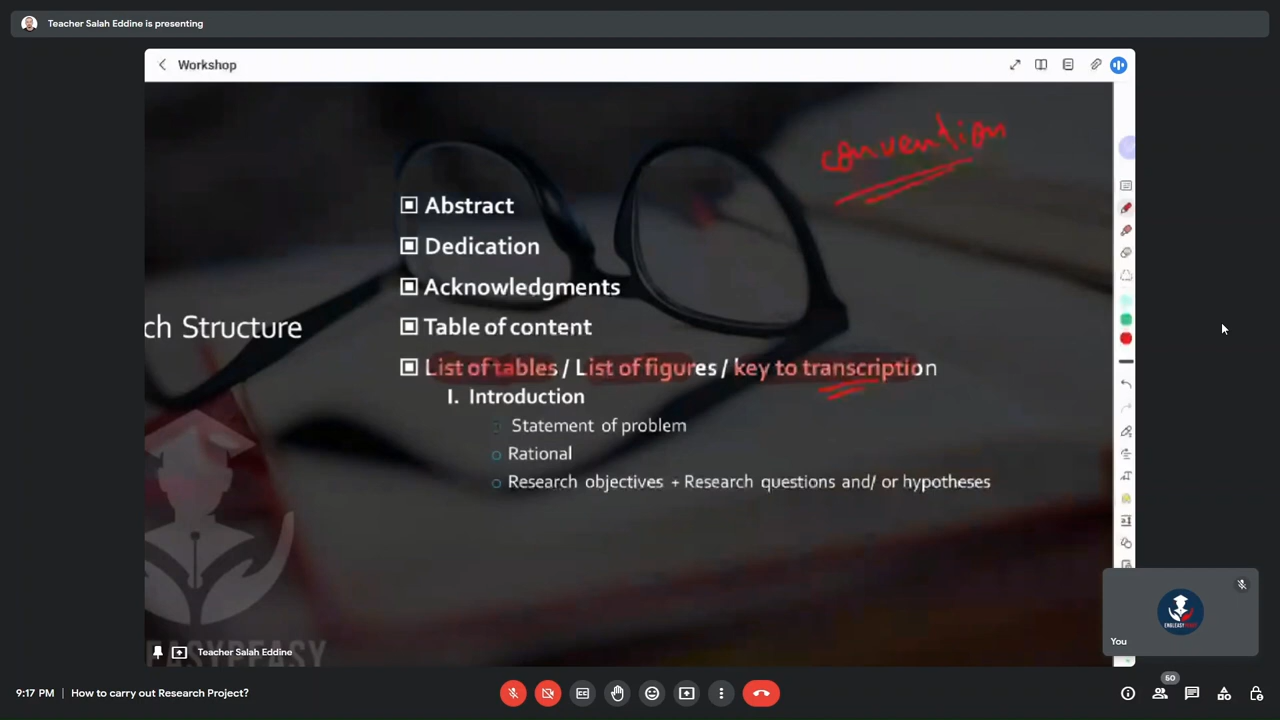 Teacher Salah Eddine is presenting
Workshop
convention
Abstract
Dedication
Acknowledgments
ch Structure
Table of content
List of tables / List of figures / key to transcription
I. Introduction
Statement of problem
Rational
Research objectives + Research questions and/ or hypotheses
EASYPEASY
Teacher Salah Eddine
You
9:17 PM | How to carry out Research Project?
60